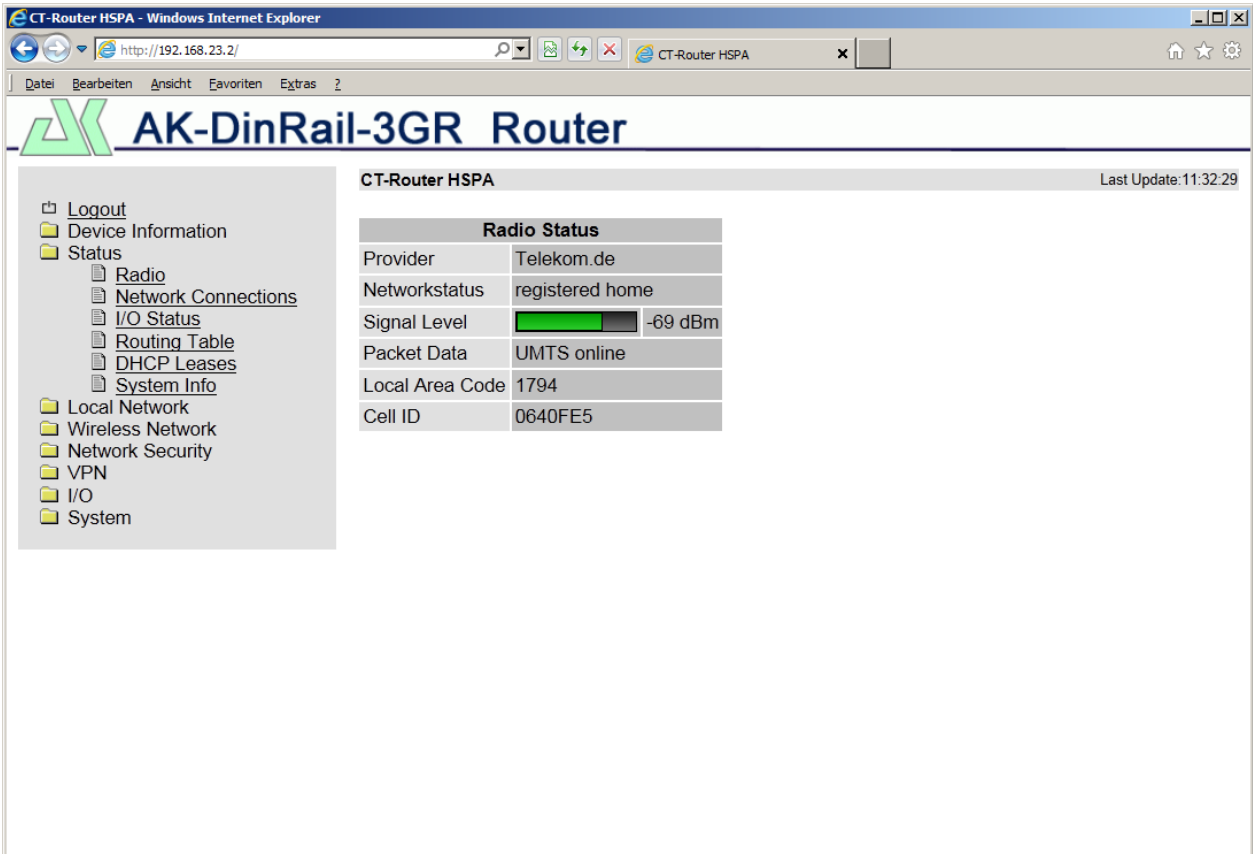 CT-Router HSPA - Windows Internet Explorer
http://192.168.23.2/
CT-Router HSPA
Datei Bearbeiten Ansicht Favoriten Extras ?
AK-DinRail-3GR Router
CT-Router HSPA Last Update:11:32:29
Logout
Device Information
Status
Radio
Network Connections
I/O Status
Routing Table
DHCP Leases
System Info
Local Network
Wireless Network
Network Security
VPN
I/O
System
Radio Status
Provider Telekom.de
Networkstatus registered home
Signal Level -69 dBm
Packet Data UMTS online
Local Area Code 1794
Cell ID 0640FE5